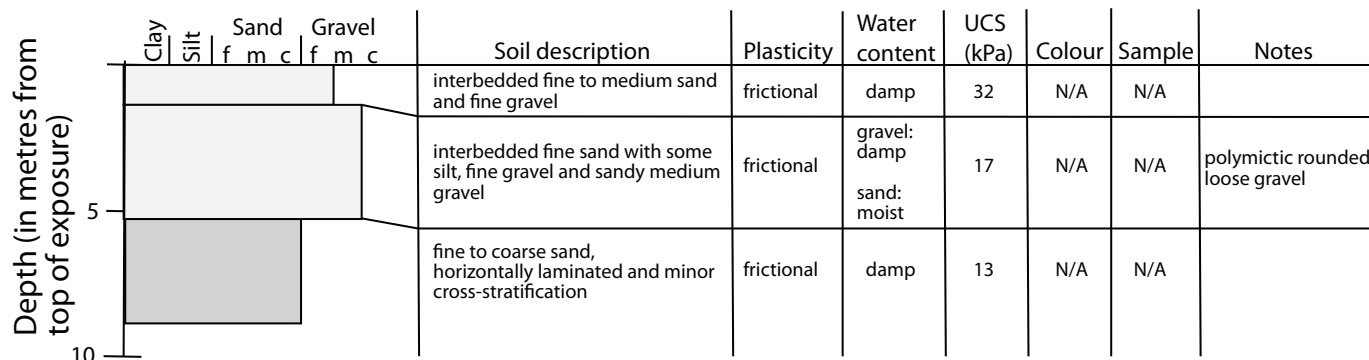 Depth (in metres from
top of exposure)
Clay
Silt
Sand
f m c
Gravel
f m c
Soil description
Plasticity
Water
content
UCS
(kPa)
Colour
Sample
Notes
interbedded fine to medium sand
and fine gravel
frictional
damp
32
N/A
N/A
interbedded fine sand with some
silt, fine gravel and sandy medium
gravel
frictional
gravel:
damp
sand:
moist
17
N/A
N/A
polymictic rounded
loose gravel
5
fine to coarse sand,
horizontally laminated and minor
cross-stratification
frictional
damp
13
N/A
N/A
10